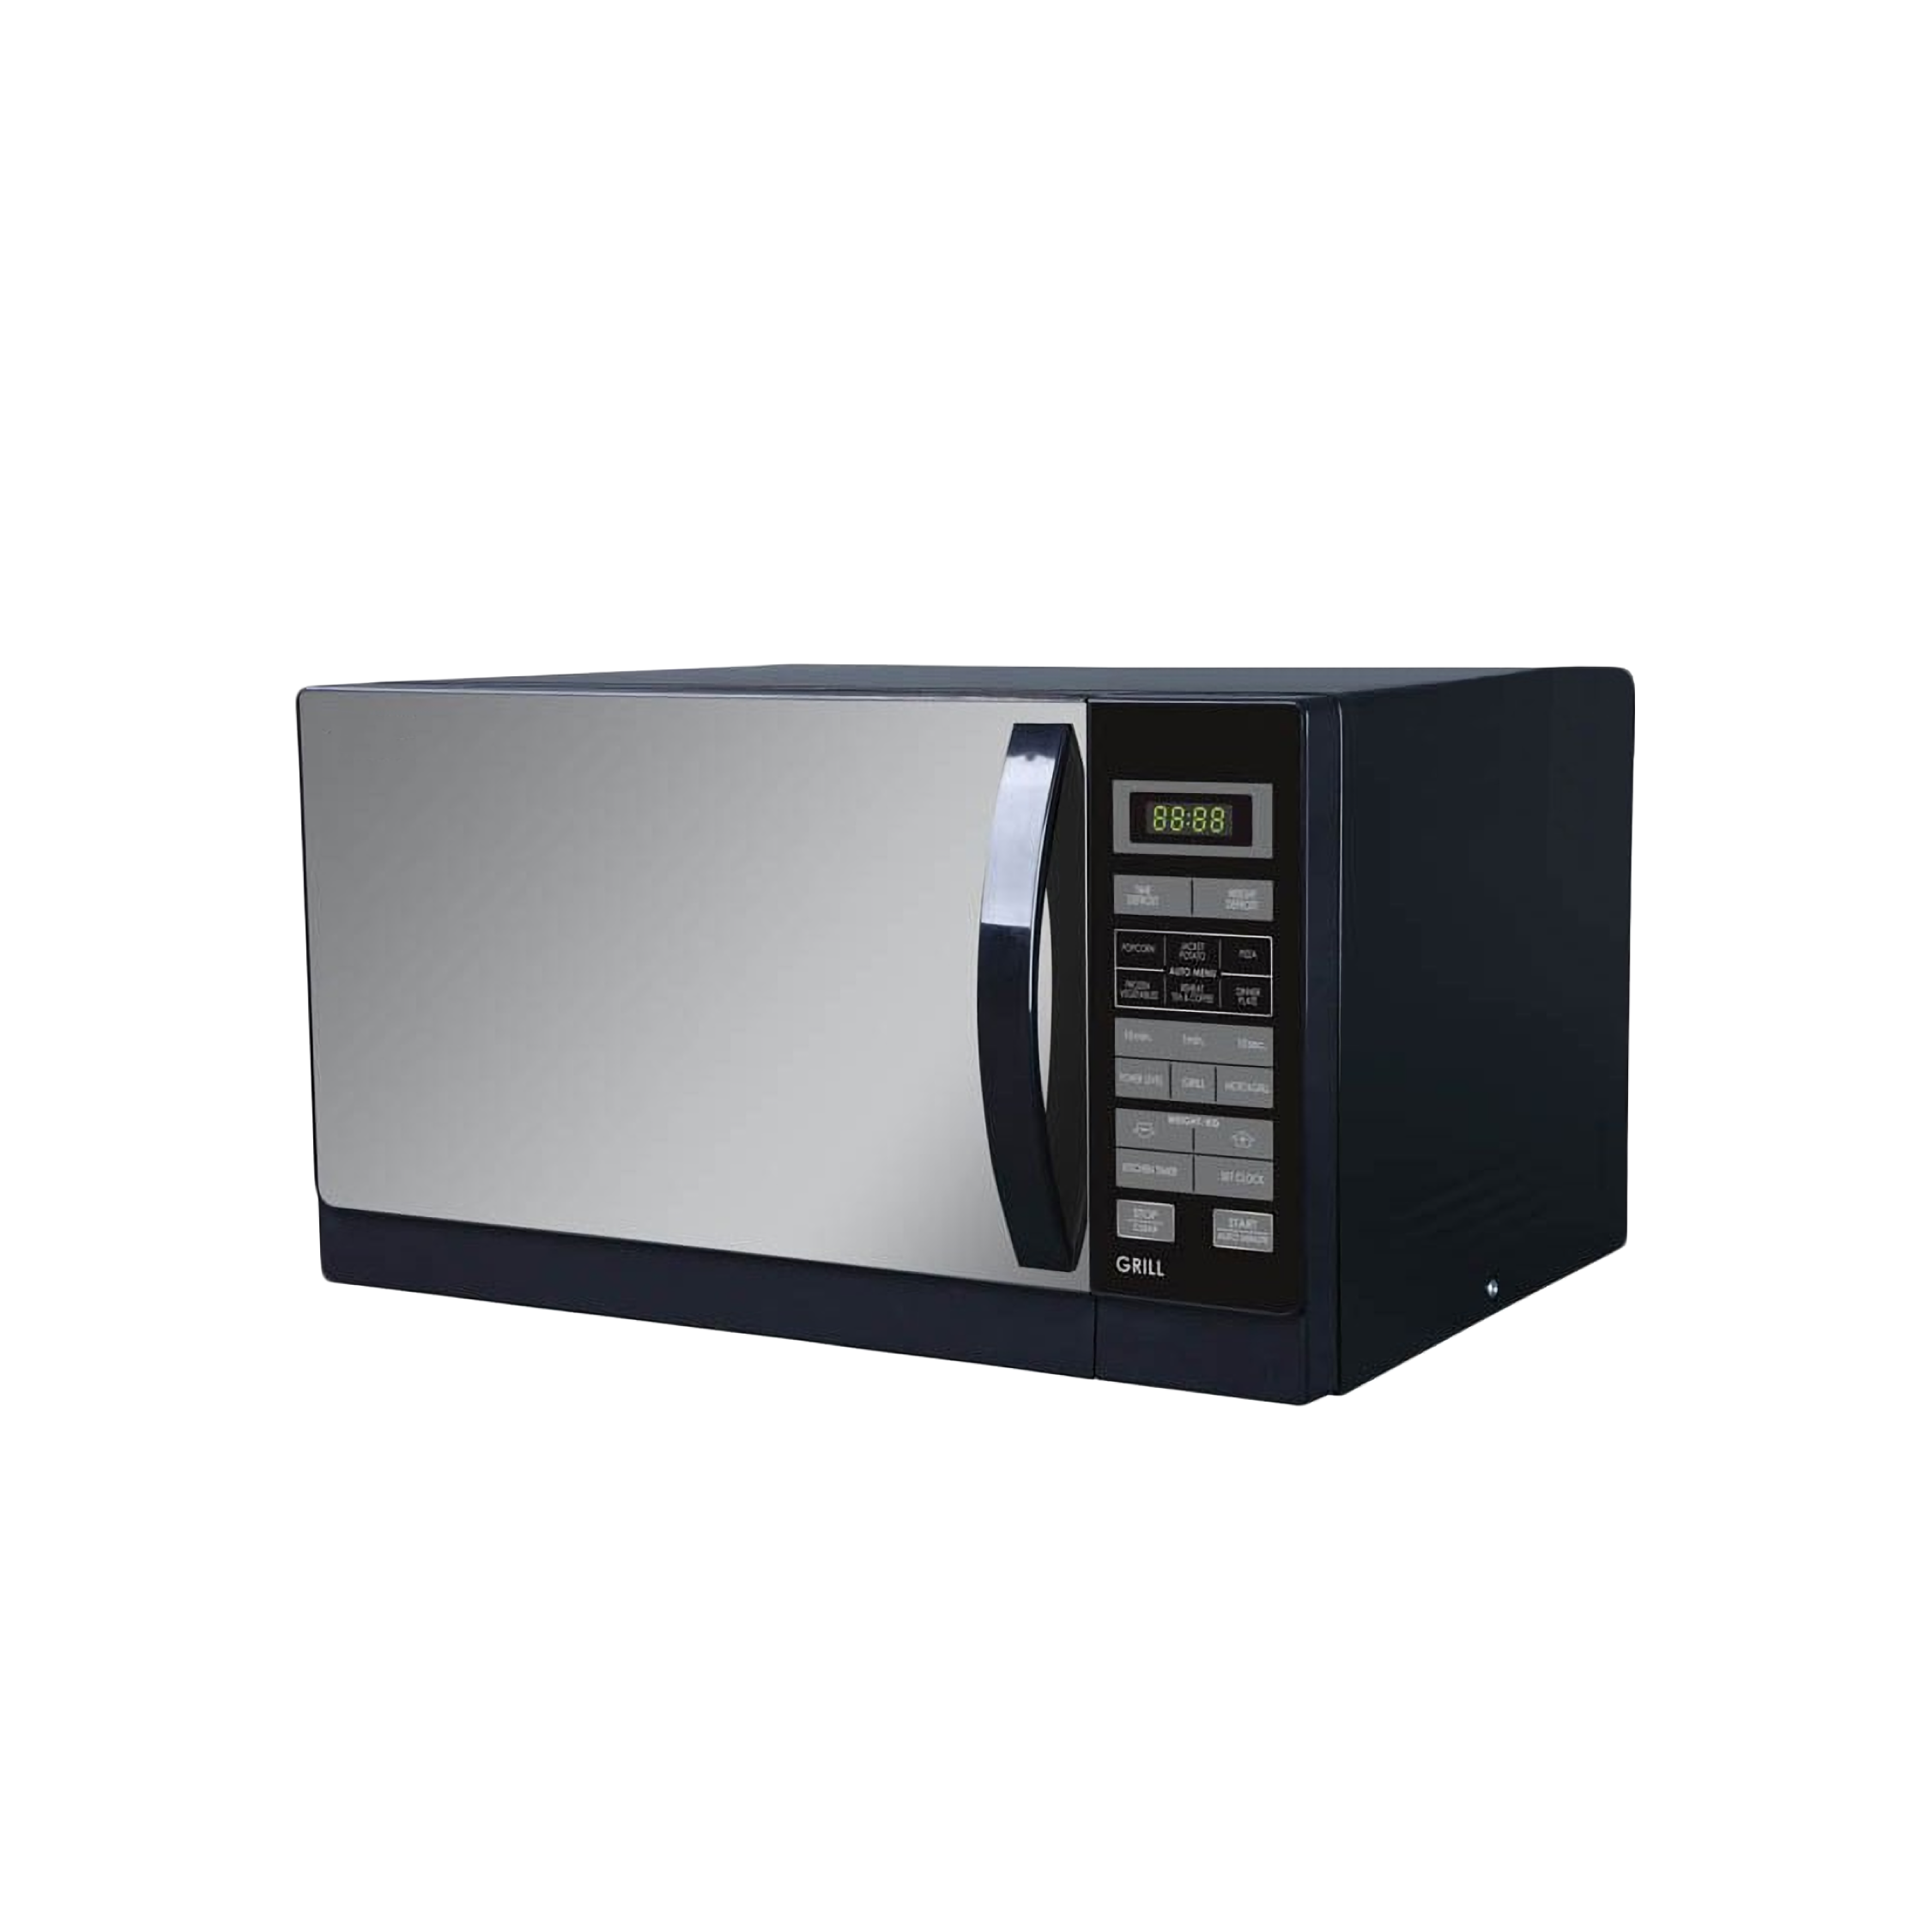 88:88
TIME
DEFROST
WEIGHT
DEFROST
POPCORN
JACKET
POTATO
PIZZA
AUTO MENU
FROZEN
VEGETABLES
REHEAT
TEA & COFFEE
DINNER
PLATE
10 min.
1 min.
10 sec.
POWER LEVEL
GRILL
MICRO&GRILL
WEIGHT/KG
KITCHEN TIMER
SET CLOCK
STOP
CLEAR
START
AUTO MINUTE
GRILL